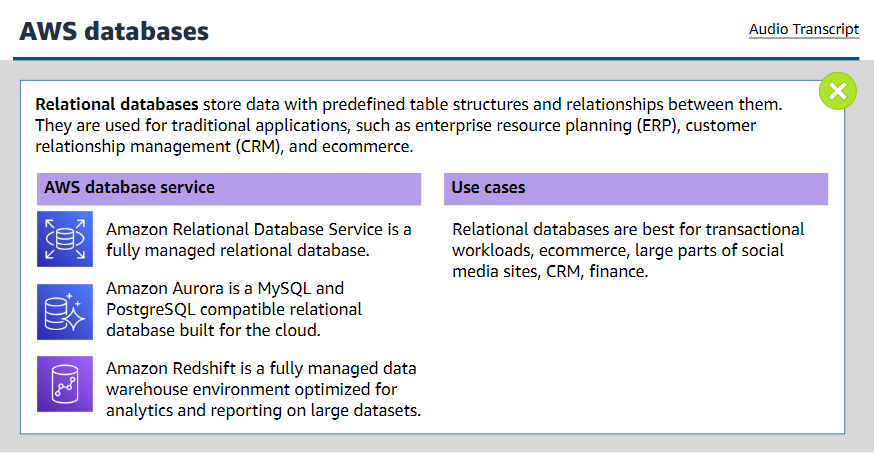 AWS databases
Audio Transcript
Relational databases store data with predefined table structures and relationships between them.
They are used for traditional applications, such as enterprise resource planning (ERP), customer
relationship management (CRM), and ecommerce.
AWS database service
Amazon Relational Database Service is a
fully managed relational database.
Amazon Aurora is a MySQL and
PostgreSQL compatible relational
database built for the cloud.
Amazon Redshift is a fully managed data
warehouse environment optimized for
analytics and reporting on large datasets.
Use cases
Relational databases are best for transactional
workloads, ecommerce, large parts of social
media sites, CRM, finance.